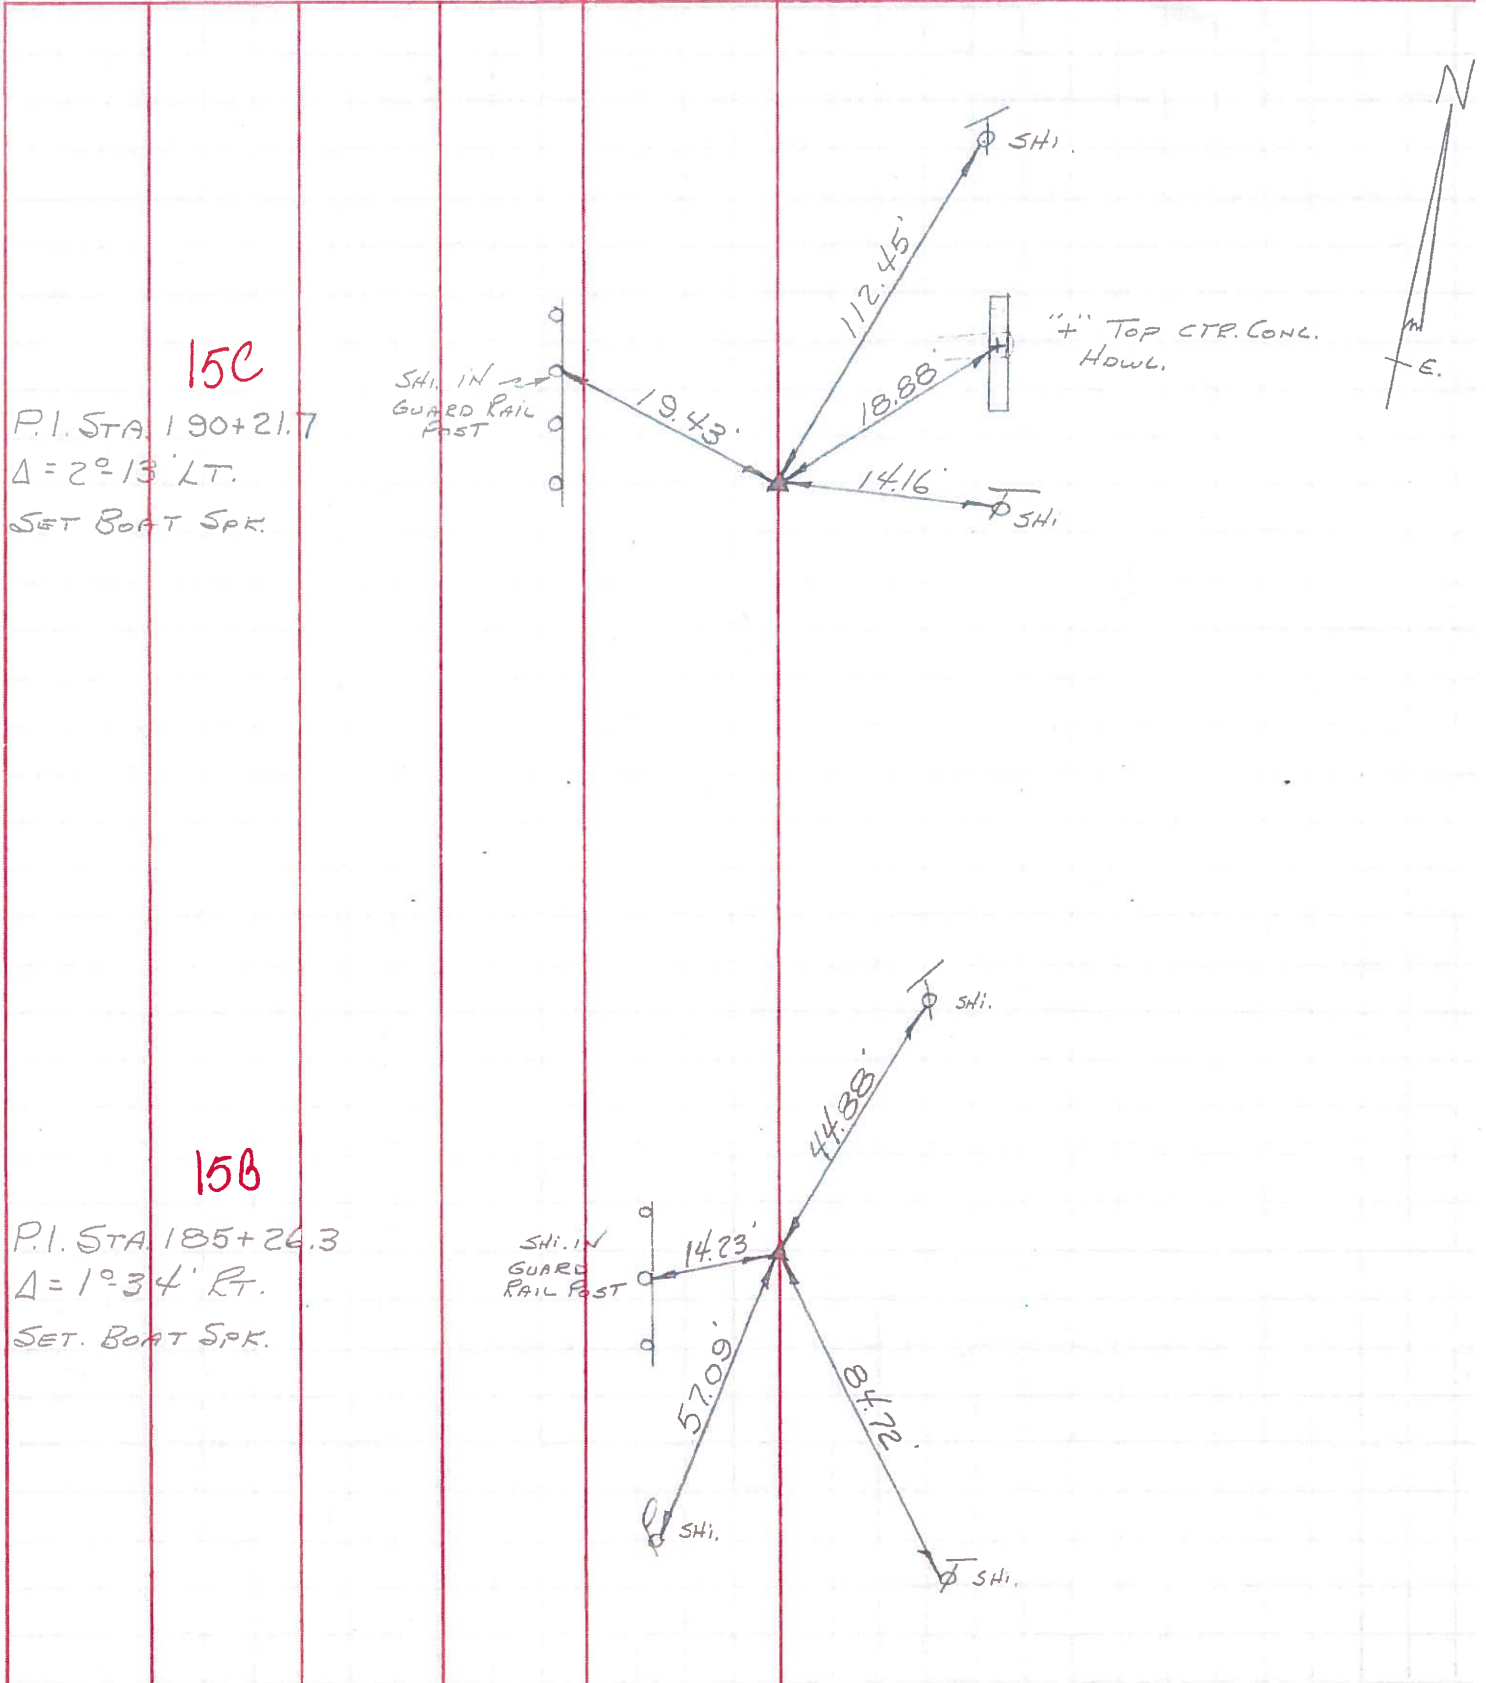 N
SHI.
112.45'
"+" TOP CTR. CONC.
HDWL.
E.
15C
SHI. IN
GUARD RAIL
POST
19.43'
18.88'
P.I. STA. 190+21.7
Δ = 2°-13' LT.
SET BOAT SPK.
14.16'
SHI
SHI.
44.88'
15B
P.I. STA. 185+26.3
Δ = 1°-34' RT.
SET. BOAT SPK.
SHI. IN
GUARD
RAIL POST
14.23'
57.09'
84.72'
SHI.
SHI.